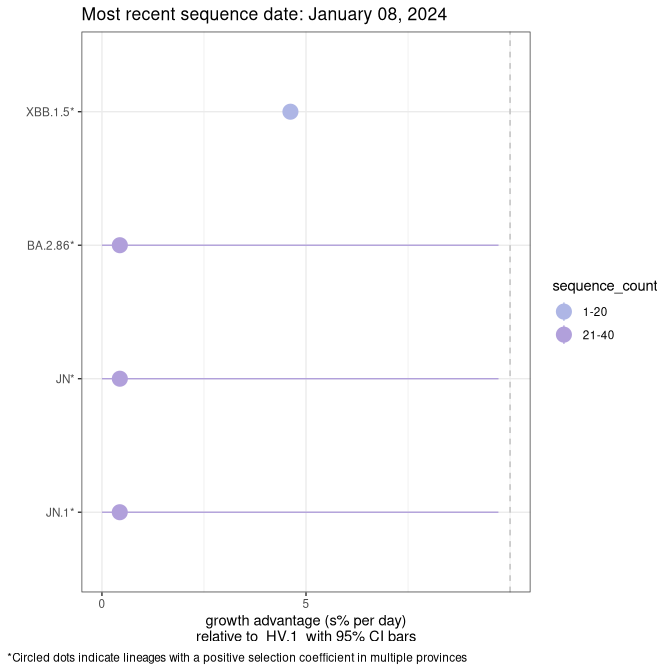 Most recent sequence date: January 08, 2024
XBB.1.5*
BA.2.86*
JN*
JN.1*
0
5
growth advantage (s% per day)
relative to  HV.1  with 95% CI bars
sequence_count
1-20
21-40
*Circled dots indicate lineages with a positive selection coefficient in multiple provinces